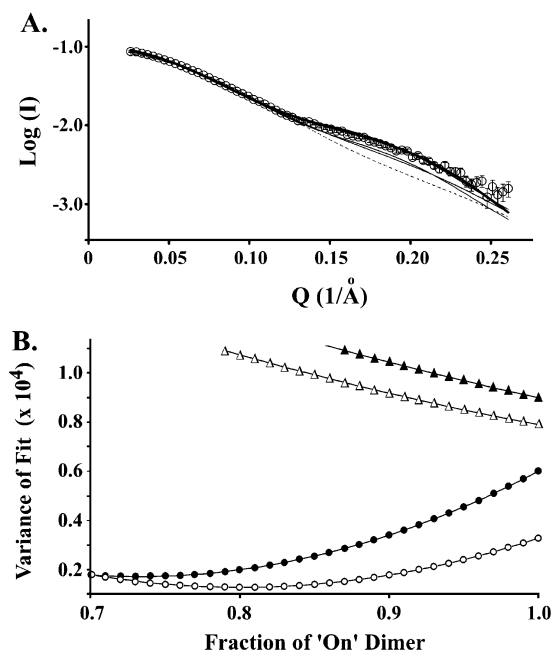 A.
Log (I)
-1.0
-2.0
-3.0
0 0.05 0.10 0.15 0.20 0.25
Q (1/Å)
B.
Variance of Fit (x 10⁴)
1.0
0.8
0.6
0.4
0.2
0.7 0.8 0.9 1.0
Fraction of 'On' Dimer